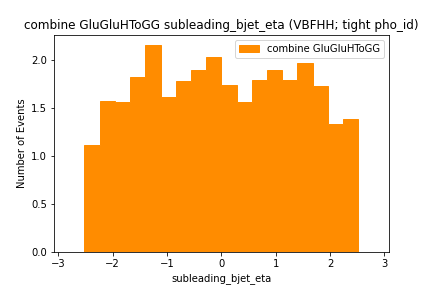 combine GluGluHToGG subleading_bjet_eta (VBFHH; tight pho_id)
combine GluGluHToGG
Number of Events
2.0
1.5
1.0
0.5
0.0
−3 −2 −1 0 1 2 3
subleading_bjet_eta